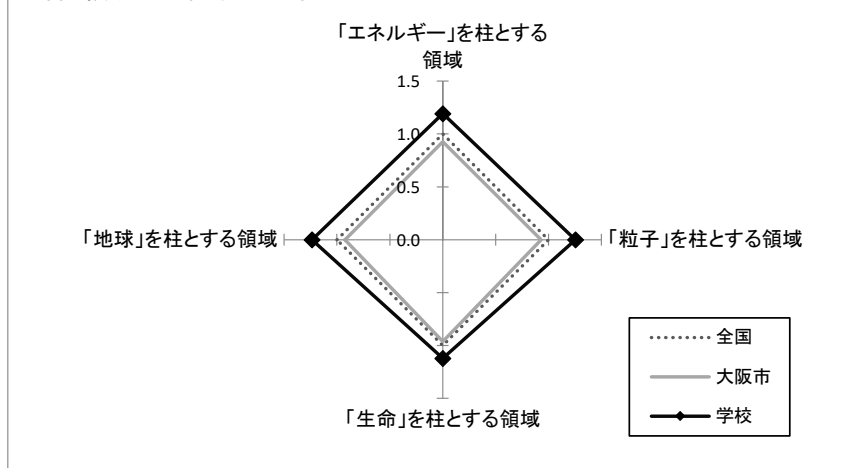 「エネルギー」を柱とする
領域
1.5
1.0
0.5
0.0
「地球」を柱とする領域
「粒子」を柱とする領域
「生命」を柱とする領域
全国
大阪市
学校